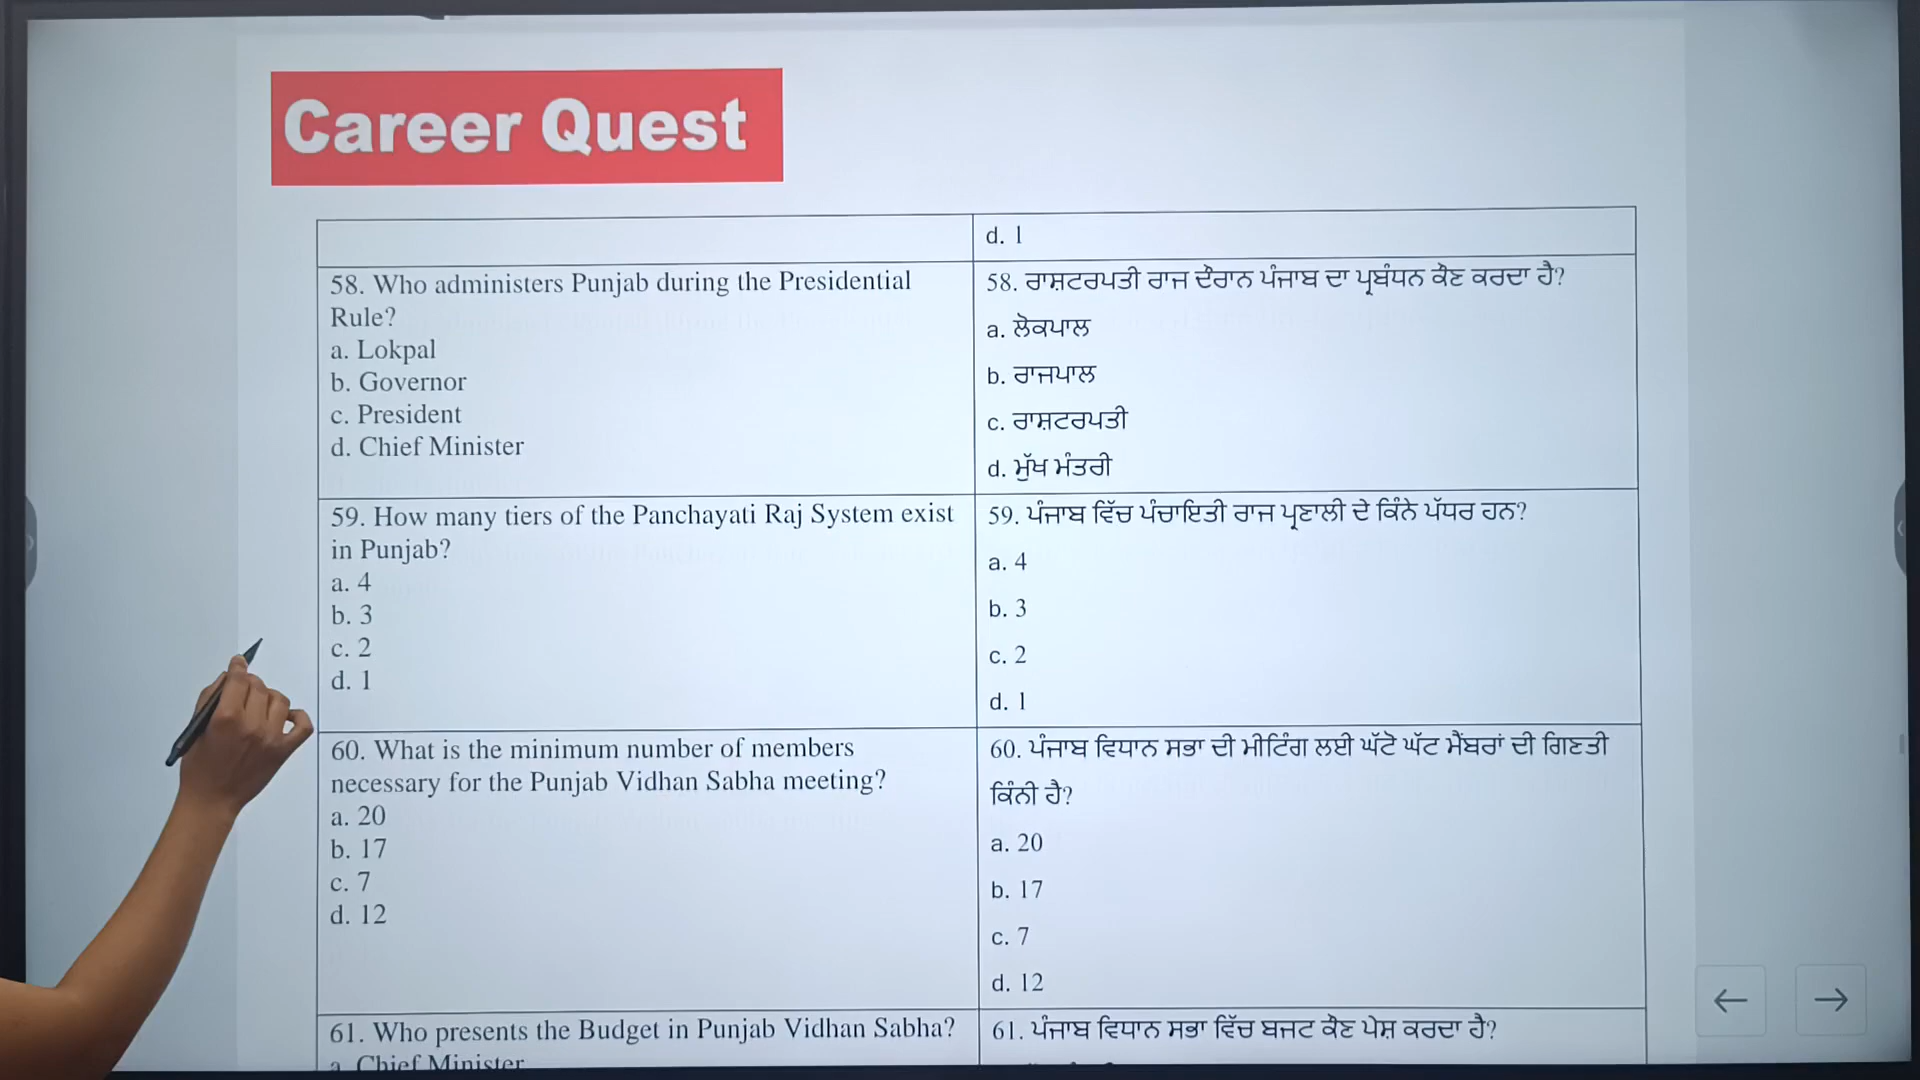 Career Quest
d. 1
58. Who administers Punjab during the Presidential
Rule?
a. Lokpal
b. Governor
c. President
d. Chief Minister
58. ਰਾਸ਼ਟਰਪਤੀ ਰਾਜ ਦੌਰਾਨ ਪੰਜਾਬ ਦਾ ਪ੍ਰਬੰਧਨ ਕੌਣ ਕਰਦਾ ਹੈ?
a. ਲੋਕਪਾਲ
b. ਰਾਜਪਾਲ
c. ਰਾਸ਼ਟਰਪਤੀ
d. ਮੁੱਖ ਮੰਤਰੀ
59. How many tiers of the Panchayati Raj System exist
in Punjab?
a. 4
b. 3
c. 2
d. 1
59. ਪੰਜਾਬ ਵਿੱਚ ਪੰਚਾਇਤੀ ਰਾਜ ਪ੍ਰਣਾਲੀ ਦੇ ਕਿੰਨੇ ਪੱਧਰ ਹਨ?
a. 4
b. 3
c. 2
d. 1
60. What is the minimum number of members
necessary for the Punjab Vidhan Sabha meeting?
a. 20
b. 17
c. 7
d. 12
60. ਪੰਜਾਬ ਵਿਧਾਨ ਸਭਾ ਦੀ ਮੀਟਿੰਗ ਲਈ ਘੱਟੋ ਘੱਟ ਮੈਂਬਰਾਂ ਦੀ ਗਿਣਤੀ
ਕਿੰਨੀ ਹੈ?
a. 20
b. 17
c. 7
d. 12
61. Who presents the Budget in Punjab Vidhan Sabha?
a. Chief Minister
61. ਪੰਜਾਬ ਵਿਧਾਨ ਸਭਾ ਵਿੱਚ ਬਜਟ ਕੌਣ ਪੇਸ਼ ਕਰਦਾ ਹੈ?